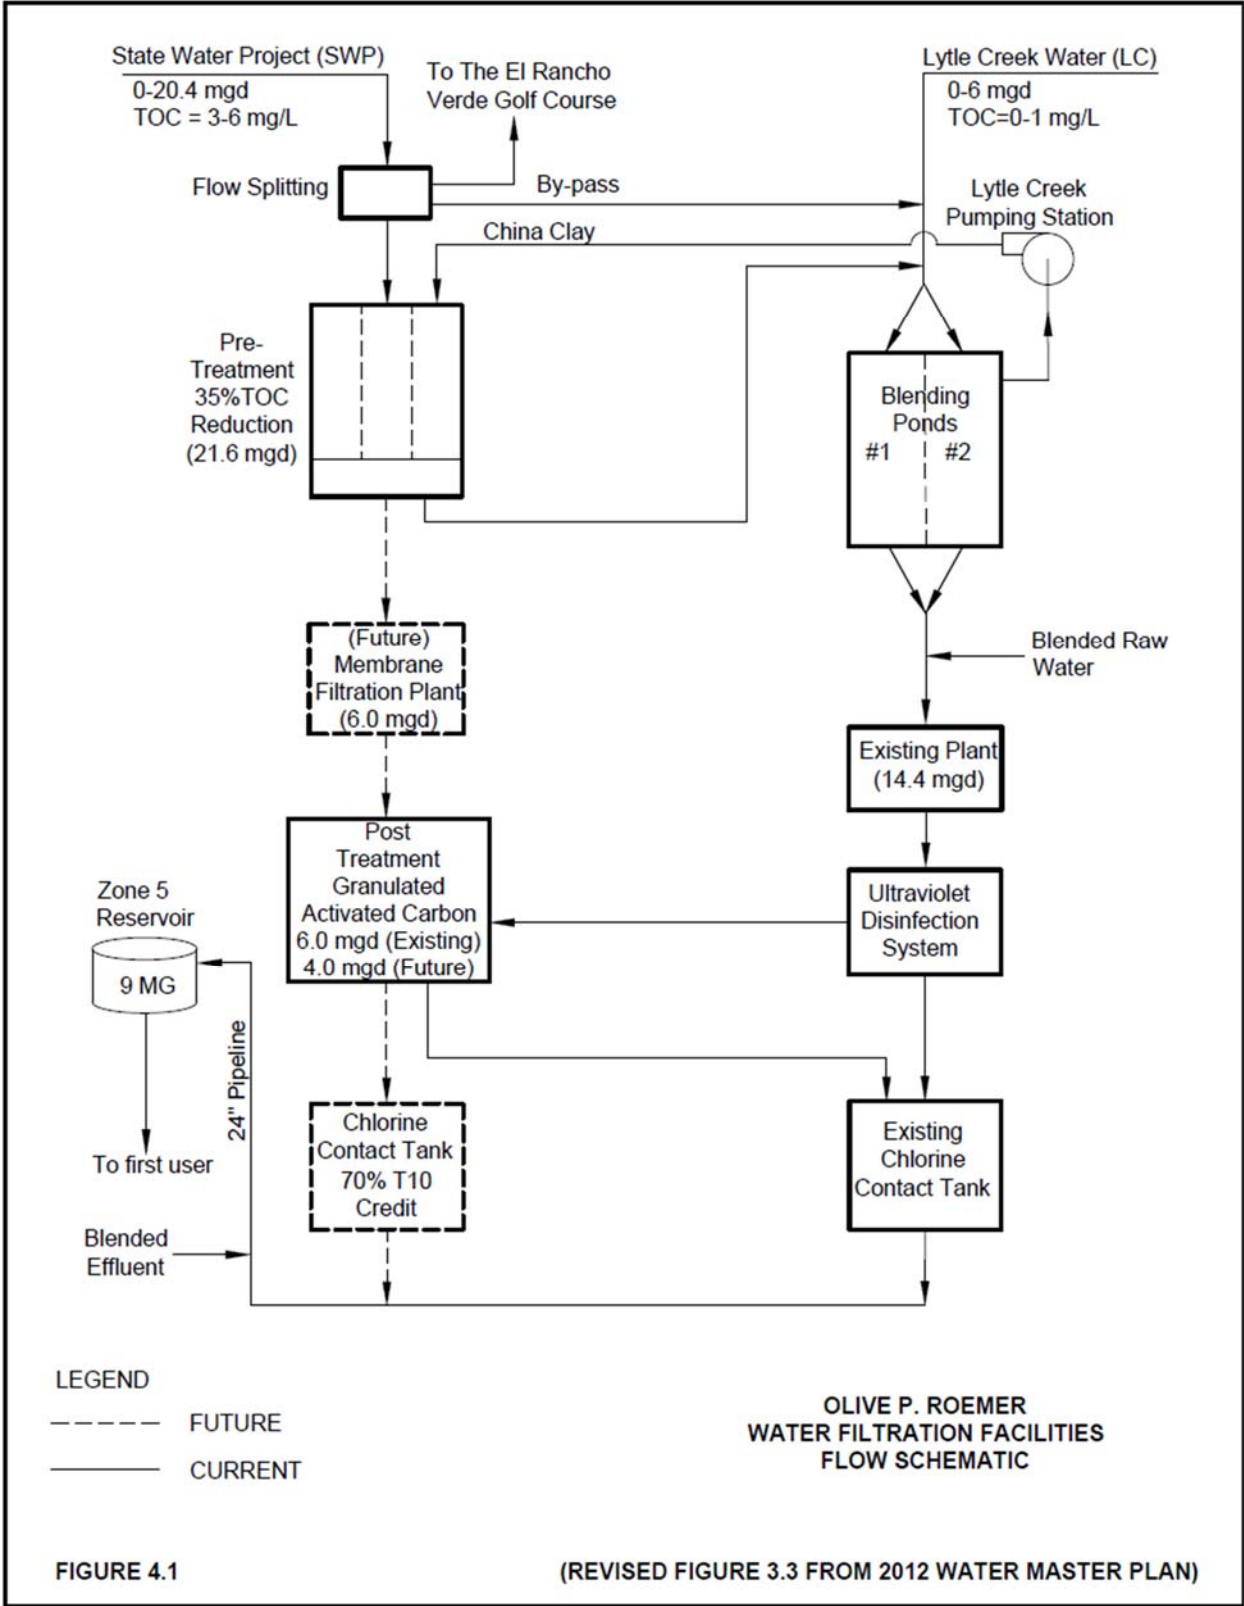 State Water Project (SWP)
0-20.4 mgd
TOC = 3-6 mg/L
To The El Rancho
Verde Golf Course
Lytle Creek Water (LC)
0-6 mgd
TOC=0-1 mg/L
Flow Splitting
By-pass
Lytle Creek
Pumping Station
China Clay
Pre-
Treatment
35%TOC
Reduction
(21.6 mgd)
Blending
Ponds
#1
#2
(Future)
Membrane
Filtration Plant
(6.0 mgd)
Blended Raw
Water
Existing Plant
(14.4 mgd)
Post
Treatment
Granulated
Activated Carbon
6.0 mgd (Existing)
4.0 mgd (Future)
Ultraviolet
Disinfection
System
Zone 5
Reservoir
9 MG
24" Pipeline
To first user
Chlorine
Contact Tank
70% T10
Credit
Existing
Chlorine
Contact Tank
Blended
Effluent
LEGEND
FUTURE
CURRENT
OLIVE P. ROEMER
WATER FILTRATION FACILITIES
FLOW SCHEMATIC
FIGURE 4.1
(REVISED FIGURE 3.3 FROM 2012 WATER MASTER PLAN)